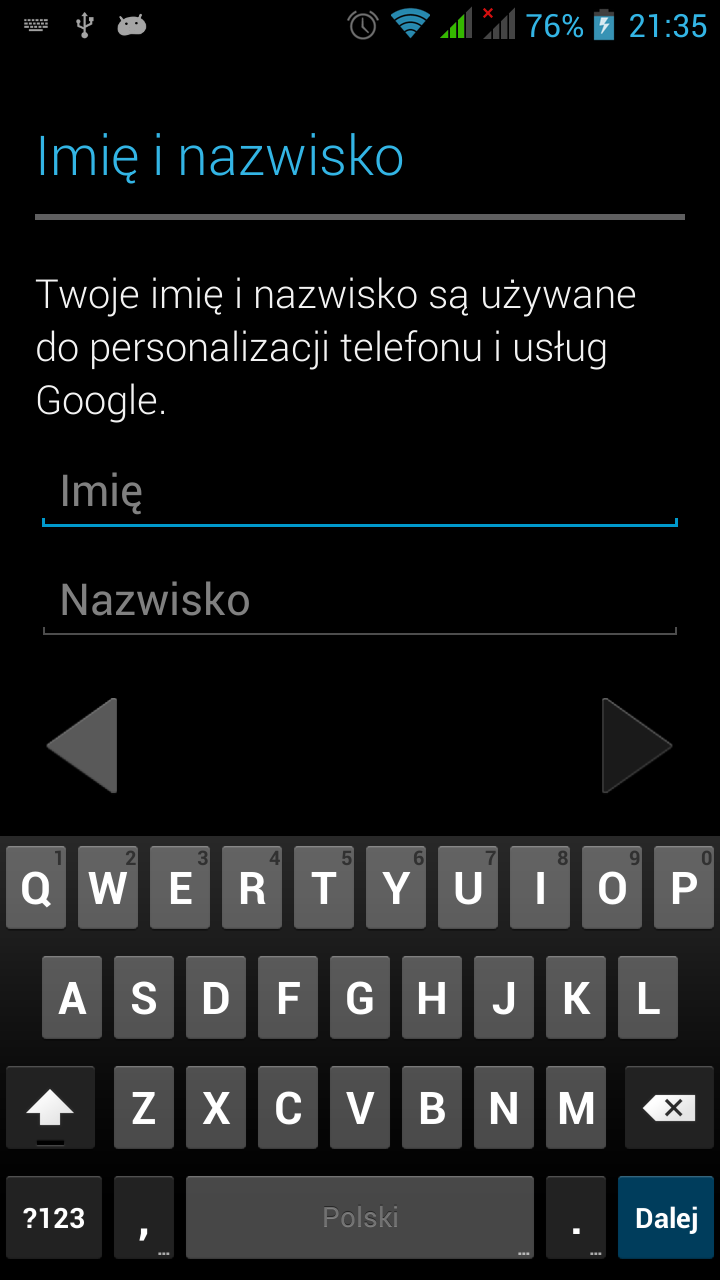 76% 21:35
Imię i nazwisko
Twoje imię i nazwisko są używane
do personalizacji telefonu i usług
Google.
Imię
Nazwisko
1 2 3 4 5 6 7 8 9 0
Q W E R T Y U I O P
A S D F G H J K L
Z X C V B N M
?123 , ... Polski ... . ... Dalej